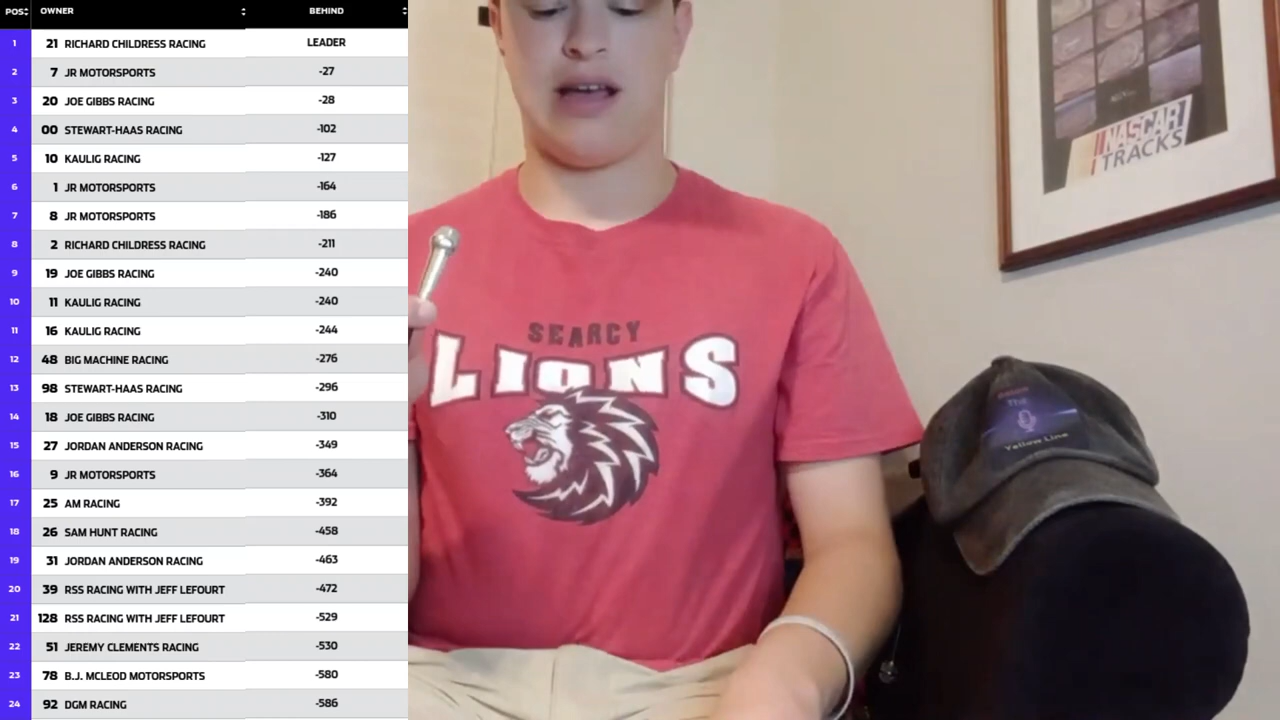 POS OWNER BEHIND
1 21 RICHARD CHILDRESS RACING LEADER
2 7 JR MOTORSPORTS -27
3 20 JOE GIBBS RACING -28
4 00 STEWART-HAAS RACING -102
5 10 KAULIG RACING -127
6 1 JR MOTORSPORTS -164
7 8 JR MOTORSPORTS -186
8 2 RICHARD CHILDRESS RACING -211
9 19 JOE GIBBS RACING -240
10 11 KAULIG RACING -240
11 16 KAULIG RACING -244
12 48 BIG MACHINE RACING -276
13 98 STEWART-HAAS RACING -296
14 18 JOE GIBBS RACING -310
15 27 JORDAN ANDERSON RACING -349
16 9 JR MOTORSPORTS -364
17 25 AM RACING -392
18 26 SAM HUNT RACING -458
19 31 JORDAN ANDERSON RACING -463
20 39 RSS RACING WITH JEFF LEFOURT -472
21 128 RSS RACING WITH JEFF LEFOURT -529
22 51 JEREMY CLEMENTS RACING -530
23 78 B.J. MCLEOD MOTORSPORTS -580
24 92 DGM RACING -586
NASCAR
TRACKS
SEARCY
LIONS
The
Yellow Line